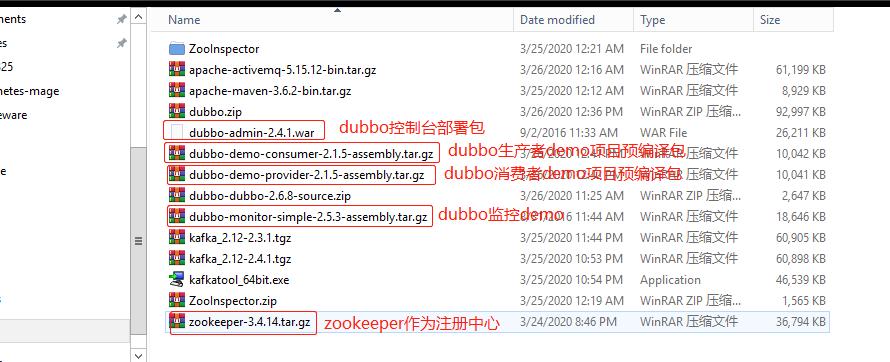 Name Date modified Type Size
ments
es
ZooInspector 3/25/2020 12:21 AM File folder
325 apache-activemq-5.15.12-bin.tar.gz 3/26/2020 12:16 AM WinRAR 压缩文件 61,199 KB
netes-mage apache-maven-3.6.2-bin.tar.gz 3/25/2020 12:12 AM WinRAR 压缩文件 8,929 KB
eware dubbo.zip 3/26/2020 12:36 PM WinRAR ZIP 压缩... 92,997 KB
dubbo-admin-2.4.1.war dubbo控制台部署包 9/2/2016 11:33 AM WAR File 26,211 KB
dubbo-demo-consumer-2.1.5-assembly.tar.gz dubbo生产者demo项目预编译包 10,042 KB
dubbo-demo-provider-2.1.5-assembly.tar.gz dubbo消费者demo项目预编译包 10,041 KB
dubbo-dubbo-2.6.8-source.zip 3/26/2020 11:25 AM WinRAR ZIP 压缩... 2,647 KB
dubbo-monitor-simple-2.5.3-assembly.tar.gz dubbo监控demo 11:44 AM WinRAR 压缩文件 18,646 KB
kafka_2.12-2.3.1.tgz 3/25/2020 11:44 PM WinRAR 压缩文件 60,905 KB
kafka_2.12-2.4.1.tgz 3/25/2020 10:53 PM WinRAR 压缩文件 60,898 KB
kafkatool_64bit.exe 3/25/2020 10:54 PM Application 46,539 KB
ZooInspector.zip 3/25/2020 12:19 AM WinRAR ZIP 压缩... 1,565 KB
zookeeper-3.4.14.tar.gz zookeeper作为注册中心 3/24/2020 8:46 PM WinRAR 压缩文件 36,794 KB